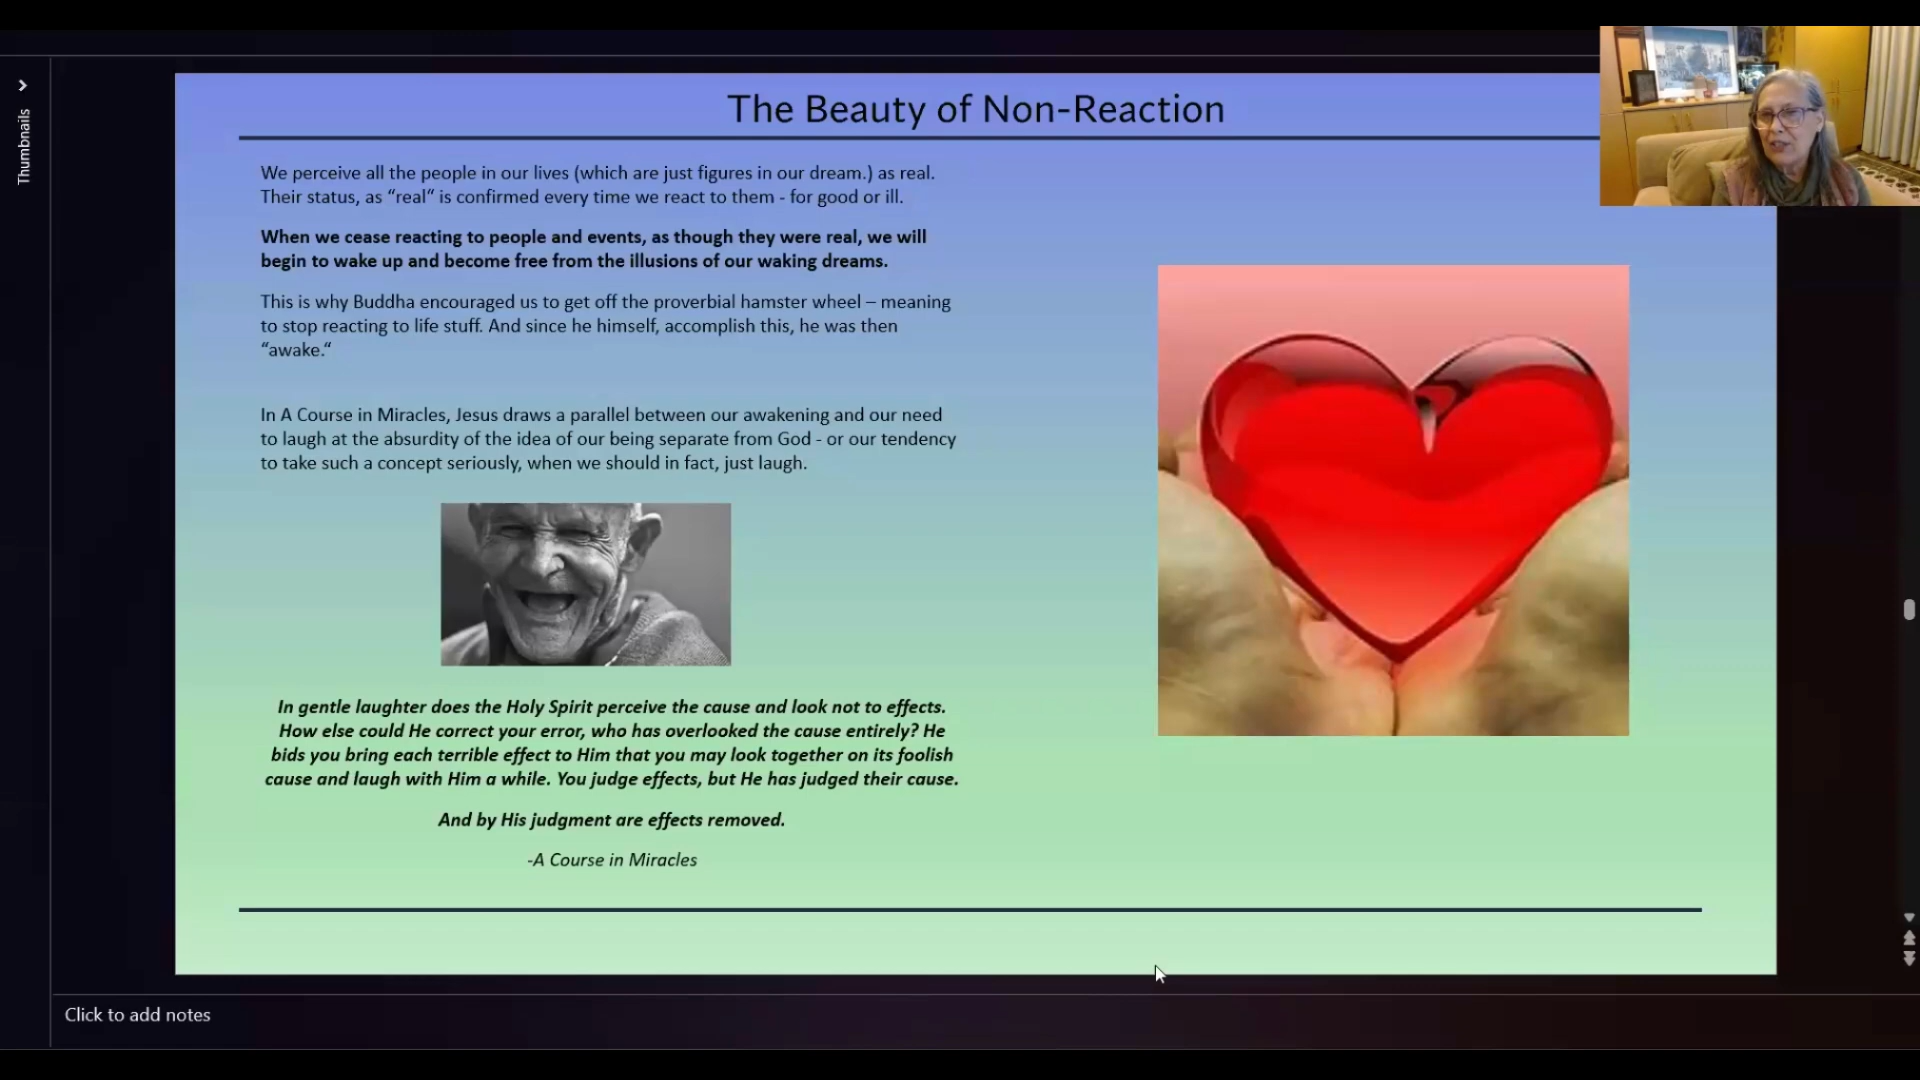 Thumbnails
The Beauty of Non-Reaction
We perceive all the people in our lives (which are just figures in our dream.) as real.
Their status, as “real“ is confirmed every time we react to them - for good or ill.
When we cease reacting to people and events, as though they were real, we will
begin to wake up and become free from the illusions of our waking dreams.
This is why Buddha encouraged us to get off the proverbial hamster wheel – meaning
to stop reacting to life stuff. And since he himself, accomplish this, he was then
“awake.“
In A Course in Miracles, Jesus draws a parallel between our awakening and our need
to laugh at the absurdity of the idea of our being separate from God - or our tendency
to take such a concept seriously, when we should in fact, just laugh.
In gentle laughter does the Holy Spirit perceive the cause and look not to effects.
How else could He correct your error, who has overlooked the cause entirely? He
bids you bring each terrible effect to Him that you may look together on its foolish
cause and laugh with Him a while. You judge effects, but He has judged their cause.
And by His judgment are effects removed.
-A Course in Miracles
Click to add notes